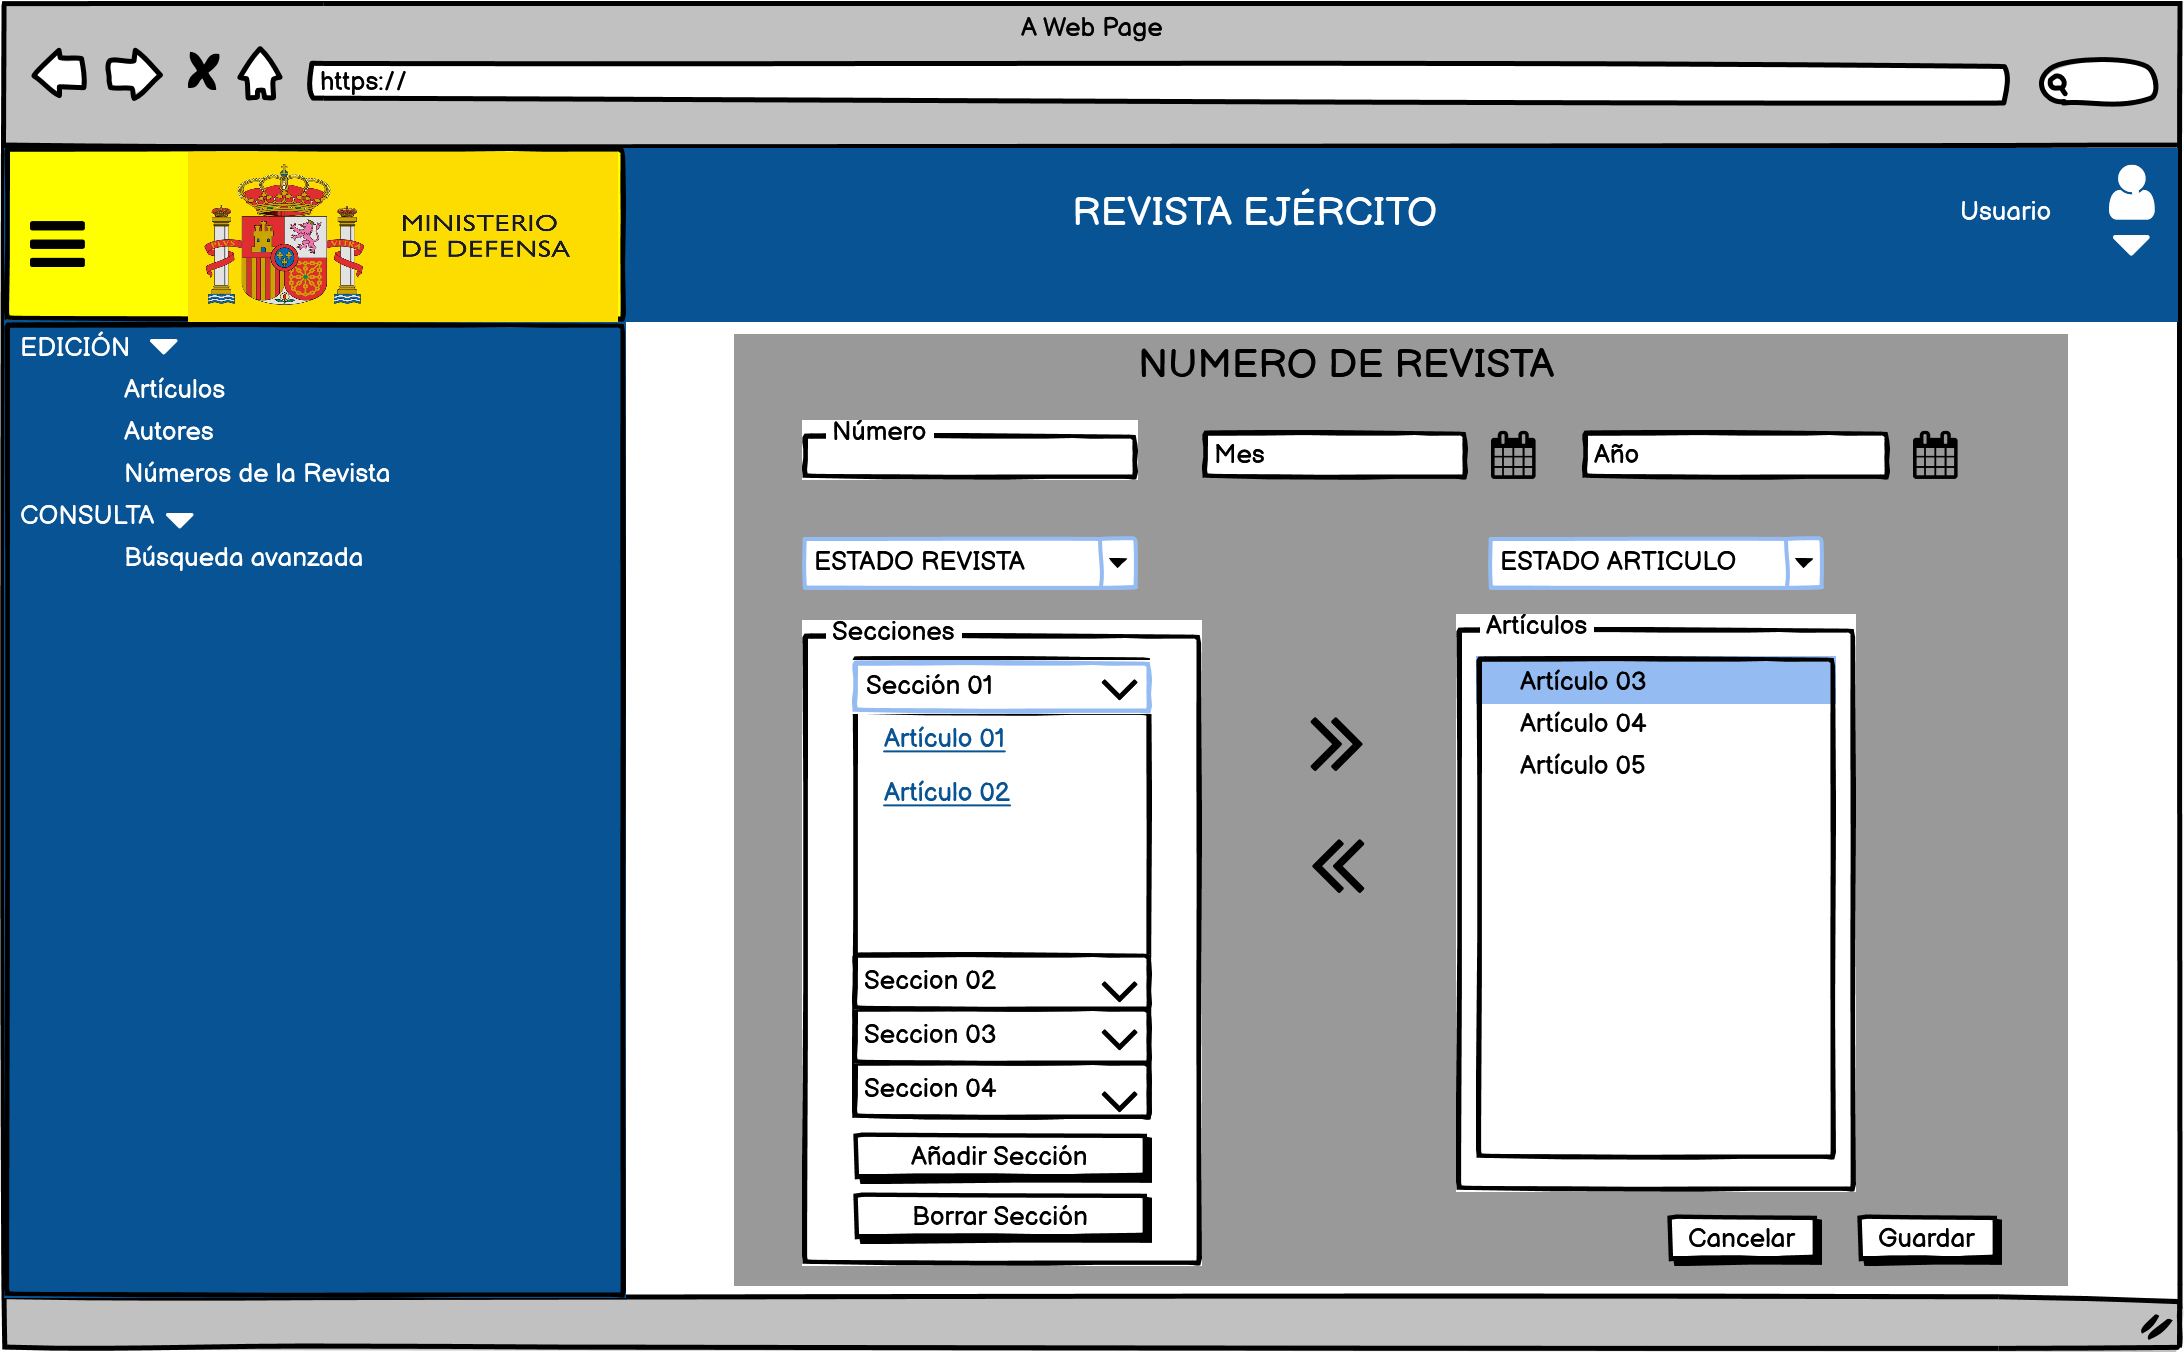 A Web Page
https://
MINISTERIO
DE DEFENSA
PLVS
VLTRA
REVISTA EJÉRCITO
Usuario
EDICIÓN
Artículos
Autores
Números de la Revista
CONSULTA
Búsqueda avanzada
NUMERO DE REVISTA
Número
Mes
Año
ESTADO REVISTA
ESTADO ARTICULO
Secciones
Sección 01
Artículo 01
Artículo 02
Seccion 02
Seccion 03
Seccion 04
Añadir Sección
Borrar Sección
Artículos
Artículo 03
Artículo 04
Artículo 05
Cancelar
Guardar